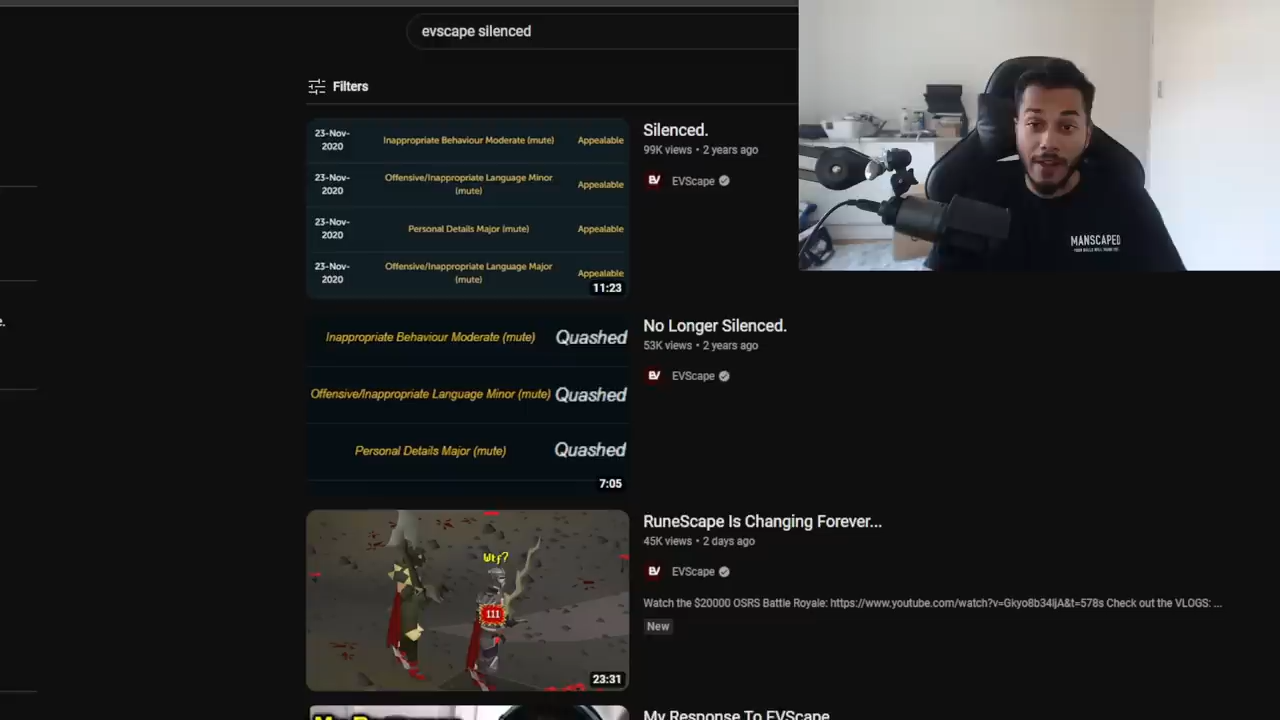 evscape silenced
Filters
23-Nov-
2020
Inappropriate Behaviour Moderate (mute)
Appealable
23-Nov-
2020
Offensive/Inappropriate Language Minor
(mute)
Appealable
23-Nov-
2020
Personal Details Major (mute)
Appealable
23-Nov-
2020
Offensive/Inappropriate Language Major
(mute)
Appealable
11:23
Silenced.
99K views • 2 years ago
EV EVScape
Inappropriate Behaviour Moderate (mute) Quashed
Offensive/Inappropriate Language Minor (mute) Quashed
Personal Details Major (mute) Quashed
7:05
No Longer Silenced.
53K views • 2 years ago
EV EVScape
Wtf?
111
23:31
RuneScape Is Changing Forever...
45K views • 2 days ago
EV EVScape
Watch the $20000 OSRS Battle Royale: https://www.youtube.com/watch?v=Gkyo8b34ljA&t=578s Check out the VLOGS: ...
New
My Response To EVScape
MANSCAPED
e.